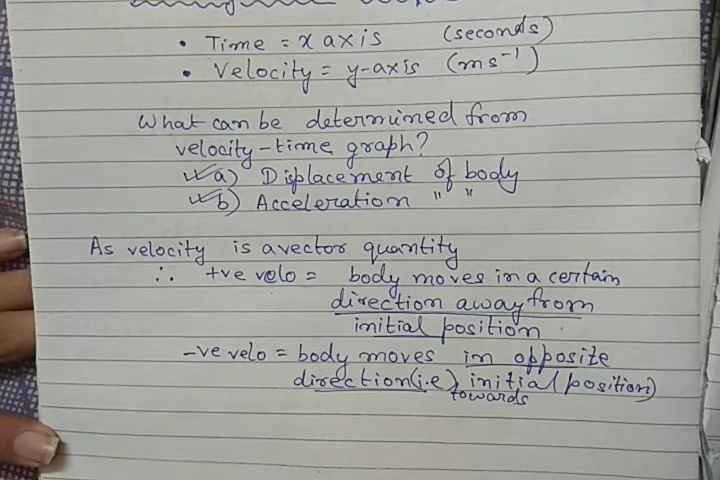 • Time = x axis (seconds)
• Velocity = y-axis (ms⁻¹)
What can be determined from
velocity-time graph?
a) Displacement of body
b) Acceleration " "
As velocity is a vector quantity
∴ +ve velo = body moves in a certain
direction away from
initial position.
-ve velo = body moves in opposite
direction (i.e) initial position)
towards